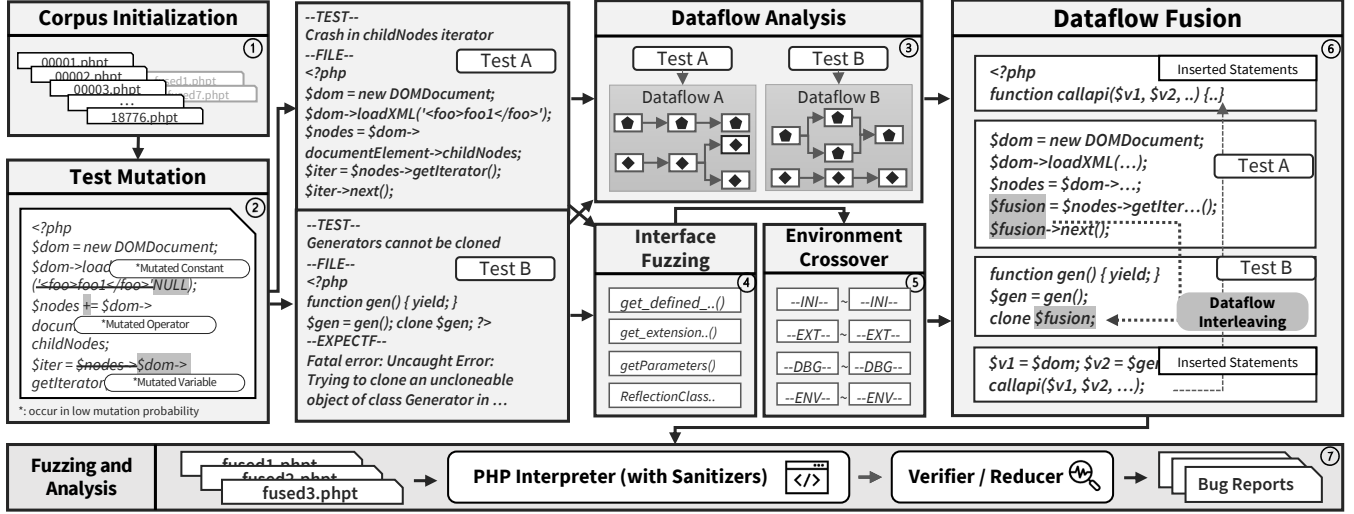 Corpus Initialization
1
00001.phpt
00002.phpt
00003.phpt
...
18776.phpt
Test Mutation
2
<?php
$dom = new DOMDocument;
$dom->load
*Mutated Constant
('<foo>foo1</foo>'NULL);
$nodes += $dom->
*Mutated Operator
childNodes;
$iter = $nodes->$dom->
getIterator
*Mutated Variable
*: occur in low mutation probability
--TEST--
Crash in childNodes iterator
--FILE--
Test A
<?php
$dom = new DOMDocument;
$dom->loadXML('<foo>foo1</foo>');
$nodes = $dom->
documentElement->childNodes;
$iter = $nodes->getIterator();
$iter->next();
--TEST--
Generators cannot be cloned
--FILE--
Test B
<?php
function gen() { yield; }
$gen = gen(); clone $gen; ?>
--EXPECTF--
Fatal error: Uncaught Error:
Trying to clone an uncloneable
object of class Generator in ...
Dataflow Analysis
3
Test A
Test B
Dataflow A
Dataflow B
Interface
Fuzzing
4
get_defined_..()
get_extension..()
getParameters()
ReflectionClass..
Environment
Crossover
5
--INI-- ~ --INI--
--EXT-- ~ --EXT--
--DBG-- ~ --DBG--
--ENV-- ~ --ENV--
Dataflow Fusion
6
<?php
Inserted Statements
function callapi($v1, $v2, ..) {..}
$dom = new DOMDocument;
$dom->loadXML(...);
Test A
$nodes = $dom->...;
$fusion = $nodes->getIter...();
$fusion->next();
Test B
function gen() { yield; }
$gen = gen();
clone $fusion;
Dataflow
Interleaving
$v1 = $dom; $v2 = $gen
Inserted Statements
callapi($v1, $v2, ...);
Fuzzing and
Analysis
7
fused1.phpt
fused2.phpt
fused3.phpt
PHP Interpreter (with Sanitizers)
</>
Verifier / Reducer
Bug Reports